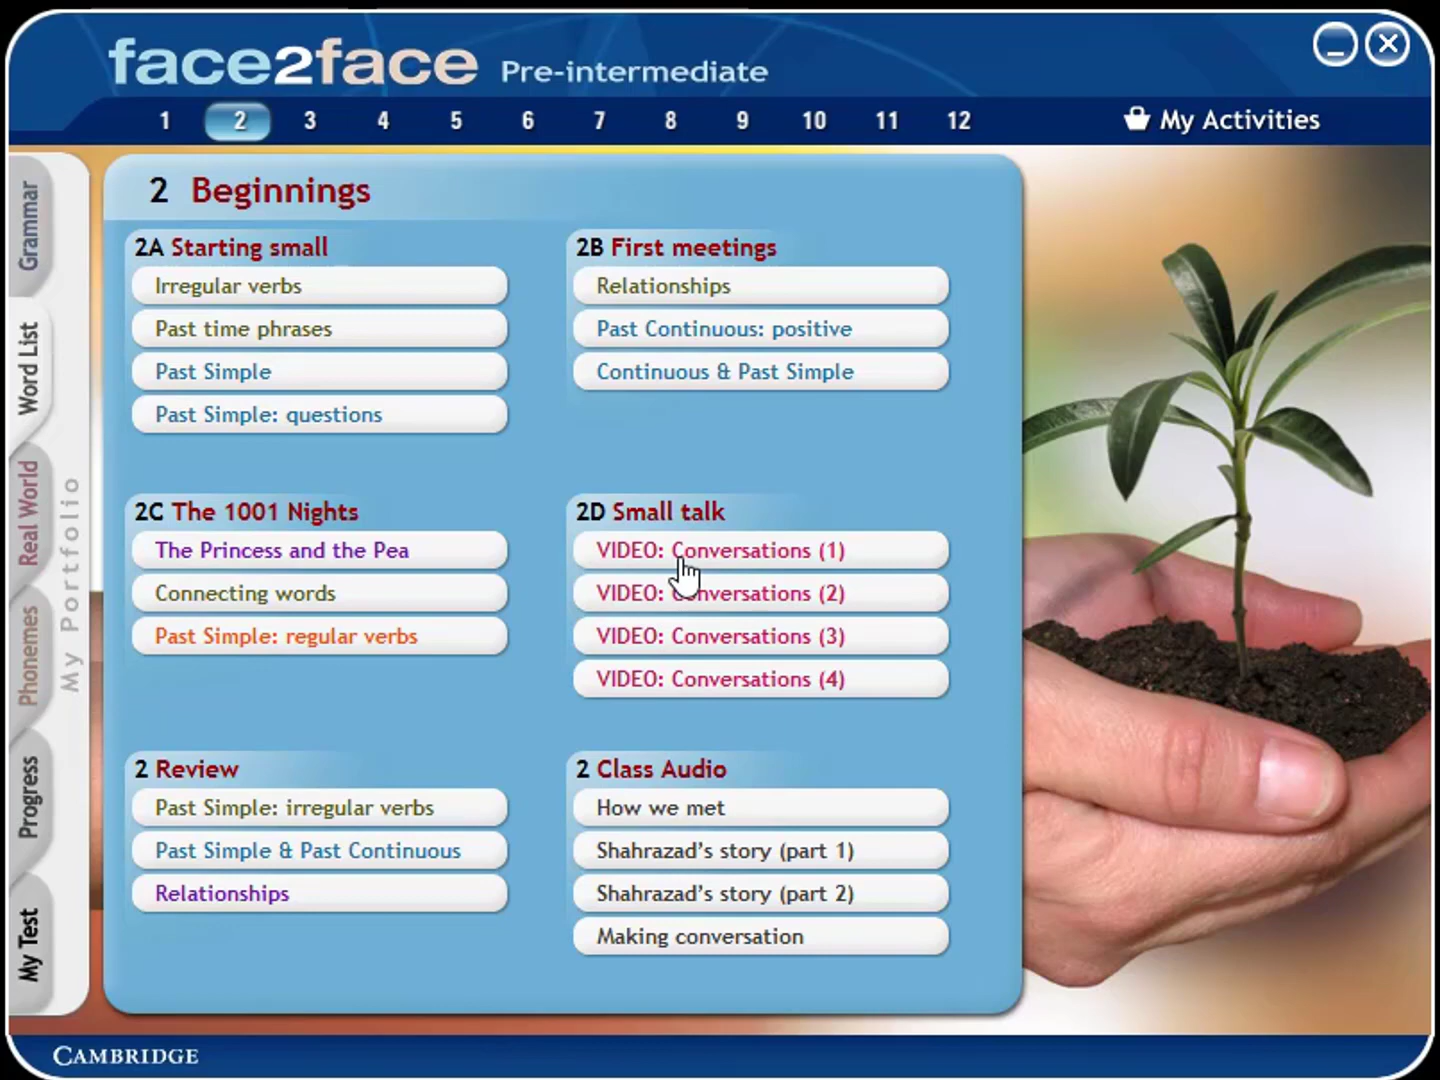 face2face Pre-intermediate
1 2 3 4 5 6 7 8 9 10 11 12
My Activities
Grammar
Word List
Real World
Phonemes
Progress
My Test
My Portfolio
2 Beginnings
2A Starting small
Irregular verbs
Past time phrases
Past Simple
Past Simple: questions
2B First meetings
Relationships
Past Continuous: positive
Continuous & Past Simple
2C The 1001 Nights
The Princess and the Pea
Connecting words
Past Simple: regular verbs
2D Small talk
VIDEO: Conversations (1)
VIDEO: Conversations (2)
VIDEO: Conversations (3)
VIDEO: Conversations (4)
2 Review
Past Simple: irregular verbs
Past Simple & Past Continuous
Relationships
2 Class Audio
How we met
Shahrazad's story (part 1)
Shahrazad's story (part 2)
Making conversation
CAMBRIDGE